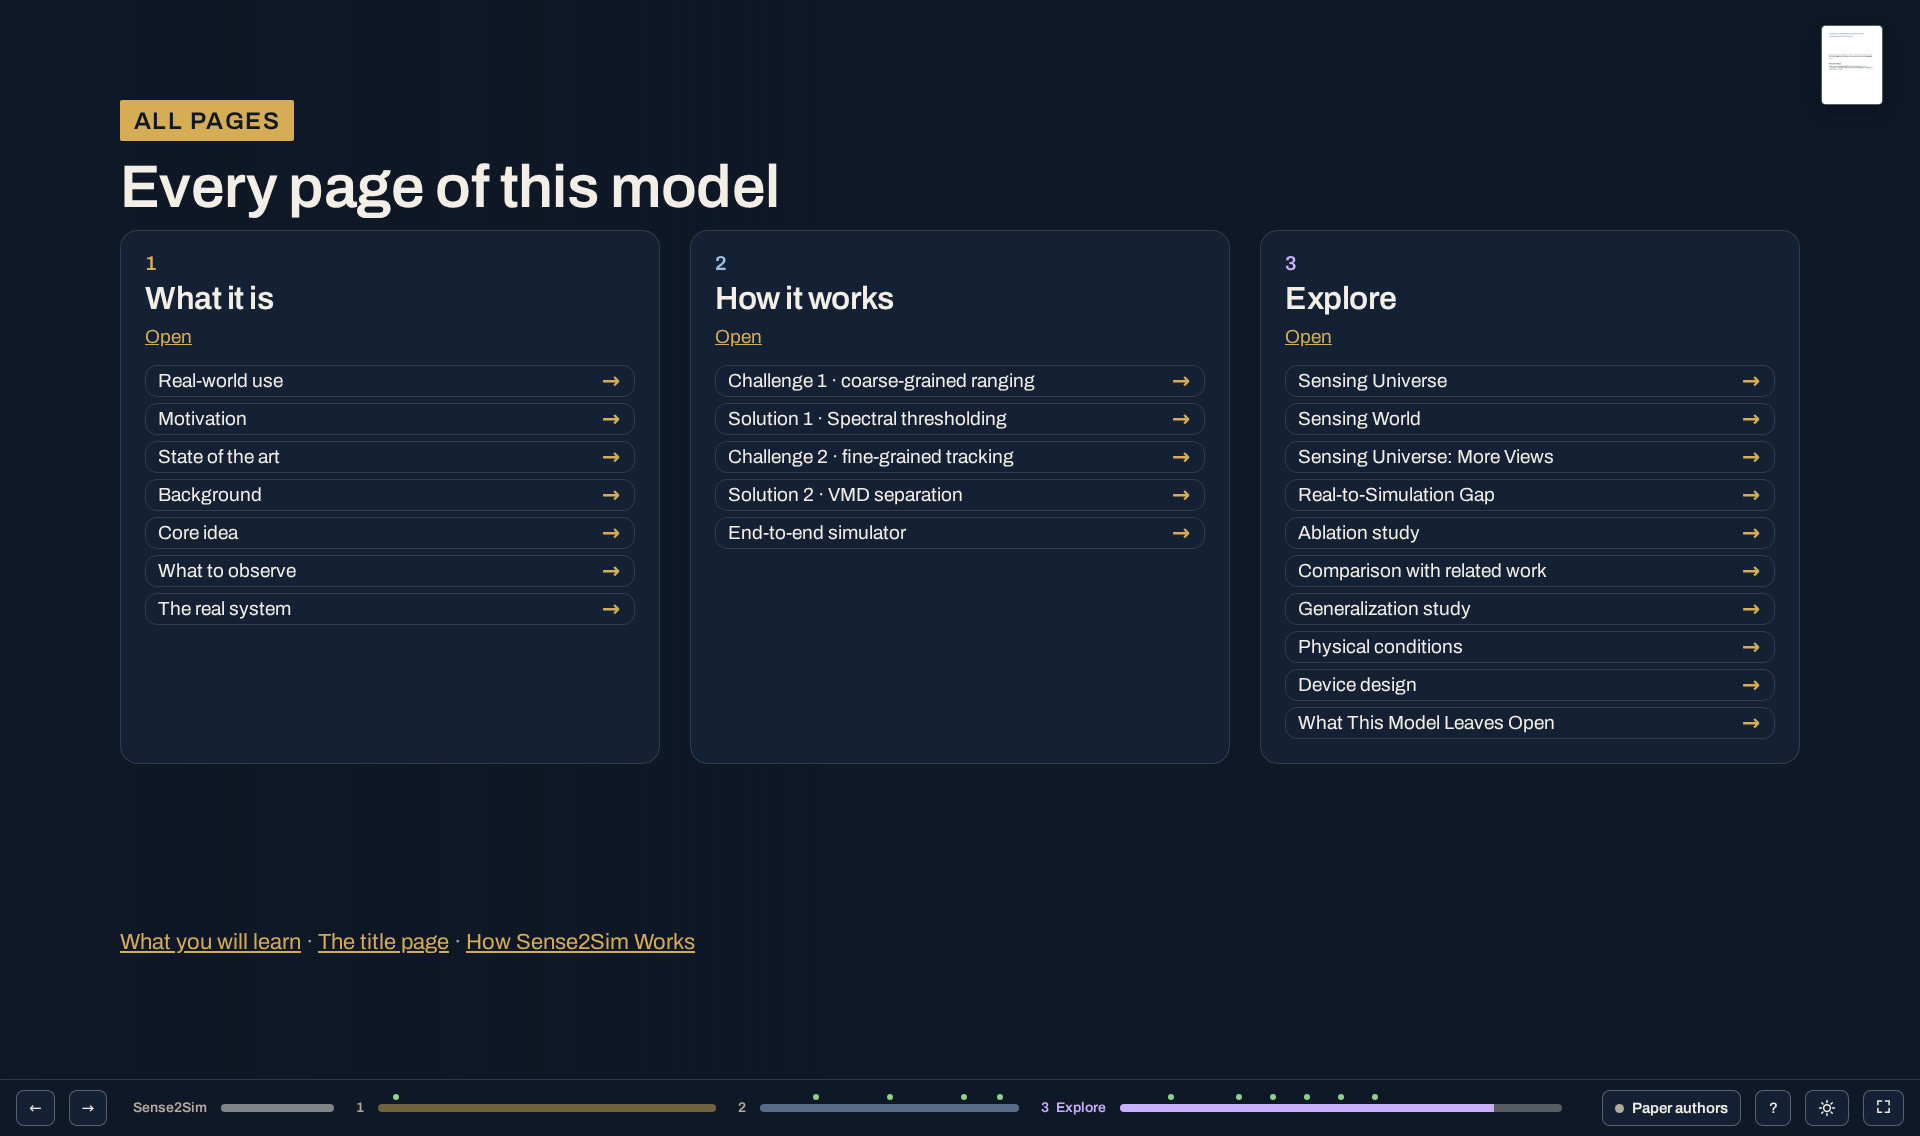 ALL PAGES
Every page of this model
1
What it is
Open
Real-world use →
Motivation →
State of the art →
Background →
Core idea →
What to observe →
The real system →
2
How it works
Open
Challenge 1 · coarse-grained ranging →
Solution 1 · Spectral thresholding →
Challenge 2 · fine-grained tracking →
Solution 2 · VMD separation →
End-to-end simulator →
3
Explore
Open
Sensing Universe →
Sensing World →
Sensing Universe: More Views →
Real-to-Simulation Gap →
Ablation study →
Comparison with related work →
Generalization study →
Physical conditions →
Device design →
What This Model Leaves Open →
What you will learn · The title page · How Sense2Sim Works
← → Sense2Sim 1 2 3 Explore Paper authors ?